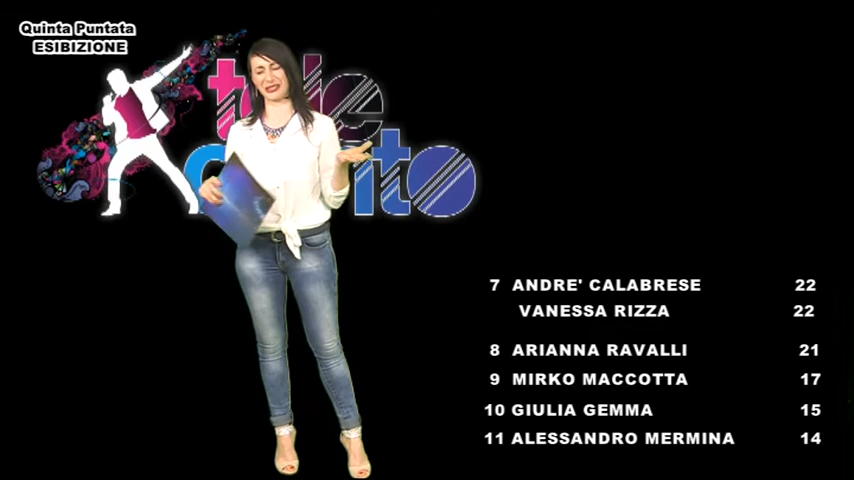 Quinta Puntata
ESIBIZIONE
tele
7 ANDRE' CALABRESE 22
VANESSA RIZZA 22
8 ARIANNA RAVALLI 21
9 MIRKO MACCOTTA 17
10 GIULIA GEMMA 15
11 ALESSANDRO MERMINA 14